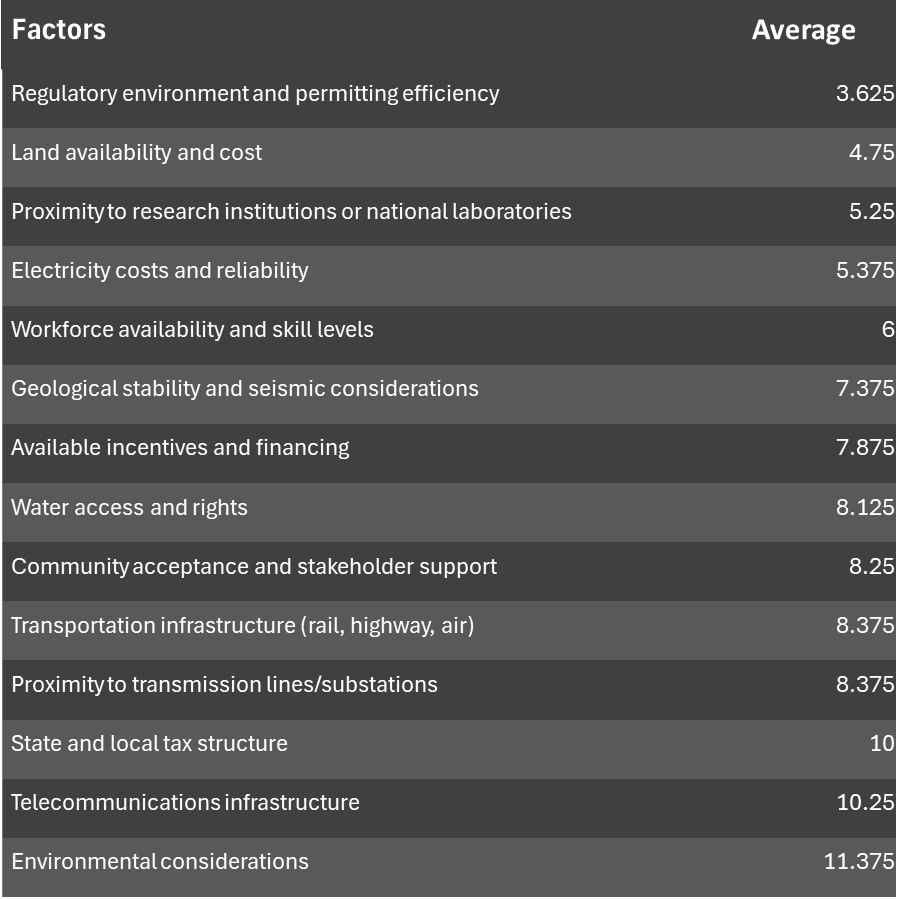 Factors Average
Regulatory environment and permitting efficiency 3.625
Land availability and cost 4.75
Proximity to research institutions or national laboratories 5.25
Electricity costs and reliability 5.375
Workforce availability and skill levels 6
Geological stability and seismic considerations 7.375
Available incentives and financing 7.875
Water access and rights 8.125
Community acceptance and stakeholder support 8.25
Transportation infrastructure (rail, highway, air) 8.375
Proximity to transmission lines/substations 8.375
State and local tax structure 10
Telecommunications infrastructure 10.25
Environmental considerations 11.375